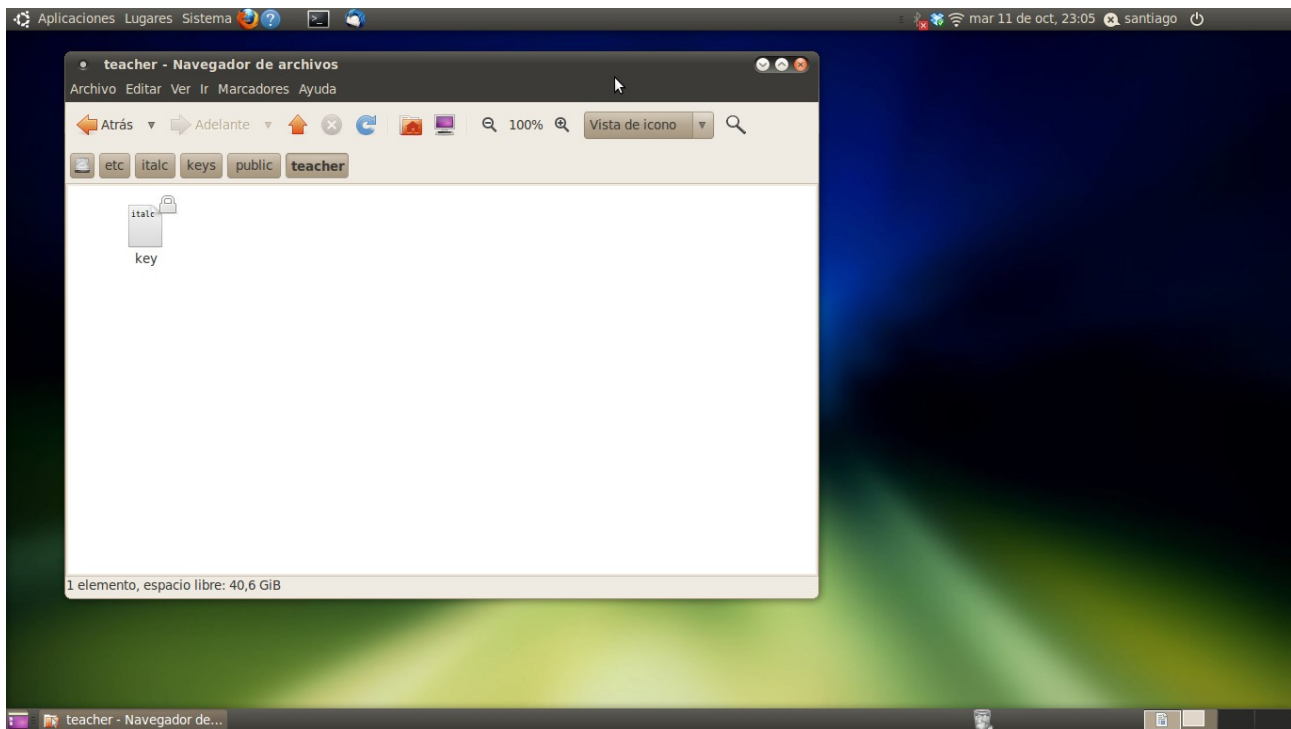 Aplicaciones Lugares Sistema mar 11 de oct, 23:05 santiago
teacher - Navegador de archivos
Archivo Editar Ver Ir Marcadores Ayuda
Atrás Adelante 100% Vista de icono
etc italc keys public teacher
italc
key
1 elemento, espacio libre: 40,6 GiB
teacher - Navegador de...